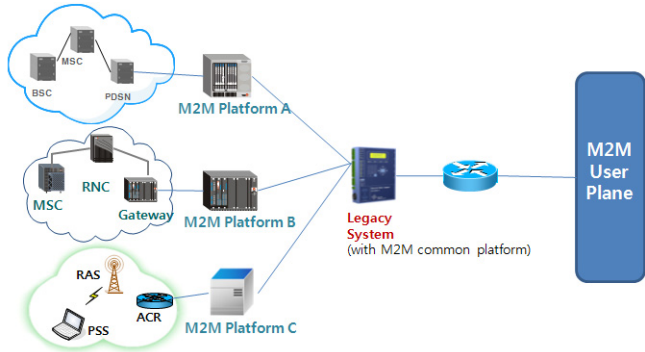 MSC
BSC
PDSN
M2M Platform A
RNC
MSC
Gateway
M2M Platform B
RAS
PSS
ACR
M2M Platform C
Legacy
System
(with M2M common platform)
M2M
User
Plane